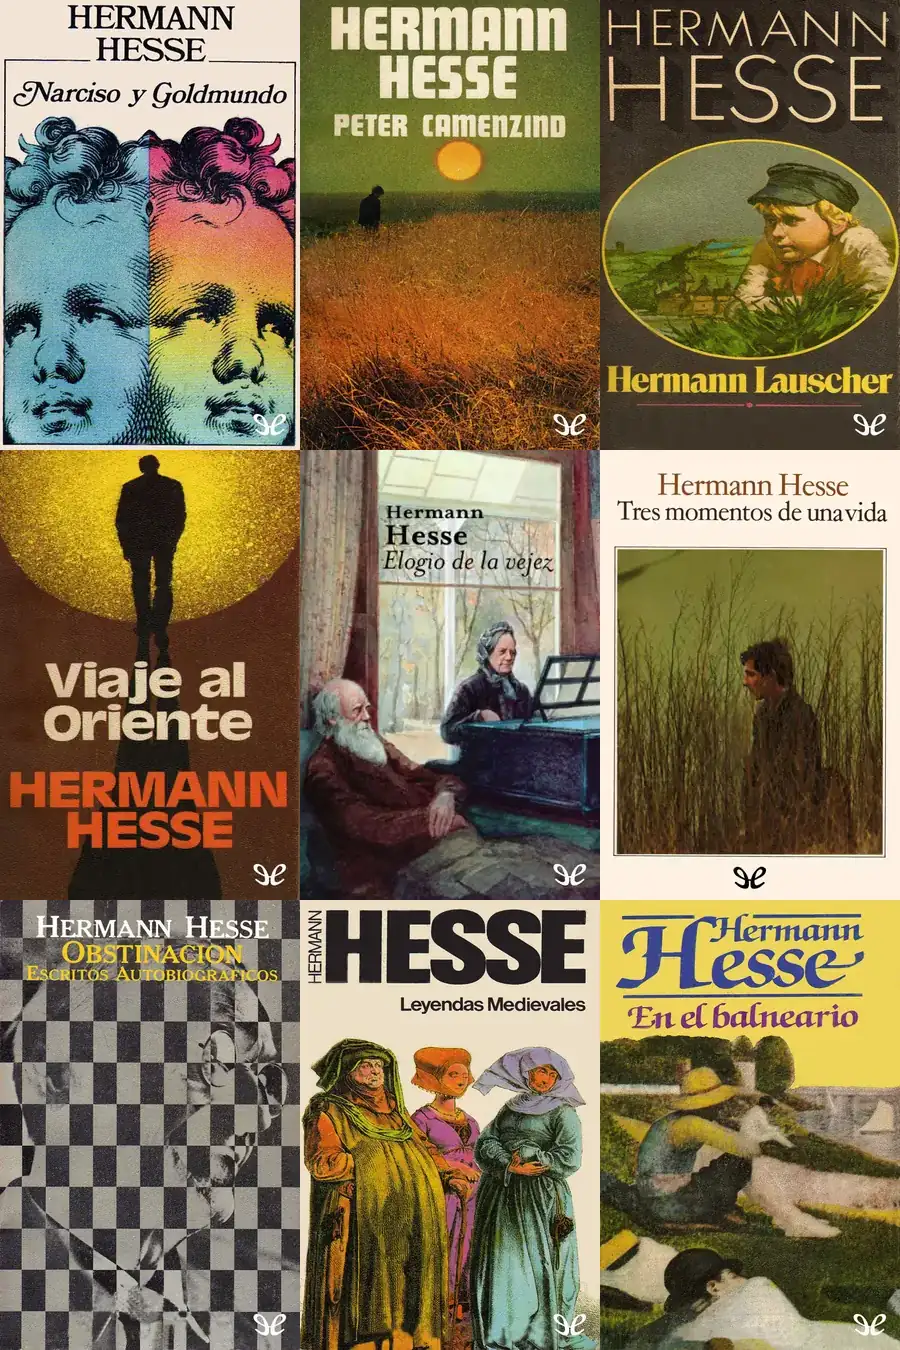 HERMANN
HESSE
Narciso y Goldmundo
HERMANN
HESSE
PETER CAMENZIND
HERMANN
HESSE
Hermann Lauscher
Viaje al
Oriente
HERMANN
HESSE
Hermann
Hesse
Elogio de la vejez
Hermann Hesse
Tres momentos de una vida
HERMANN HESSE
OBSTINACION
ESCRITOS AUTOBIOGRAFICOS
HERMANN
HESSE
Leyendas Medievales
Hermann
Hesse
En el balneario